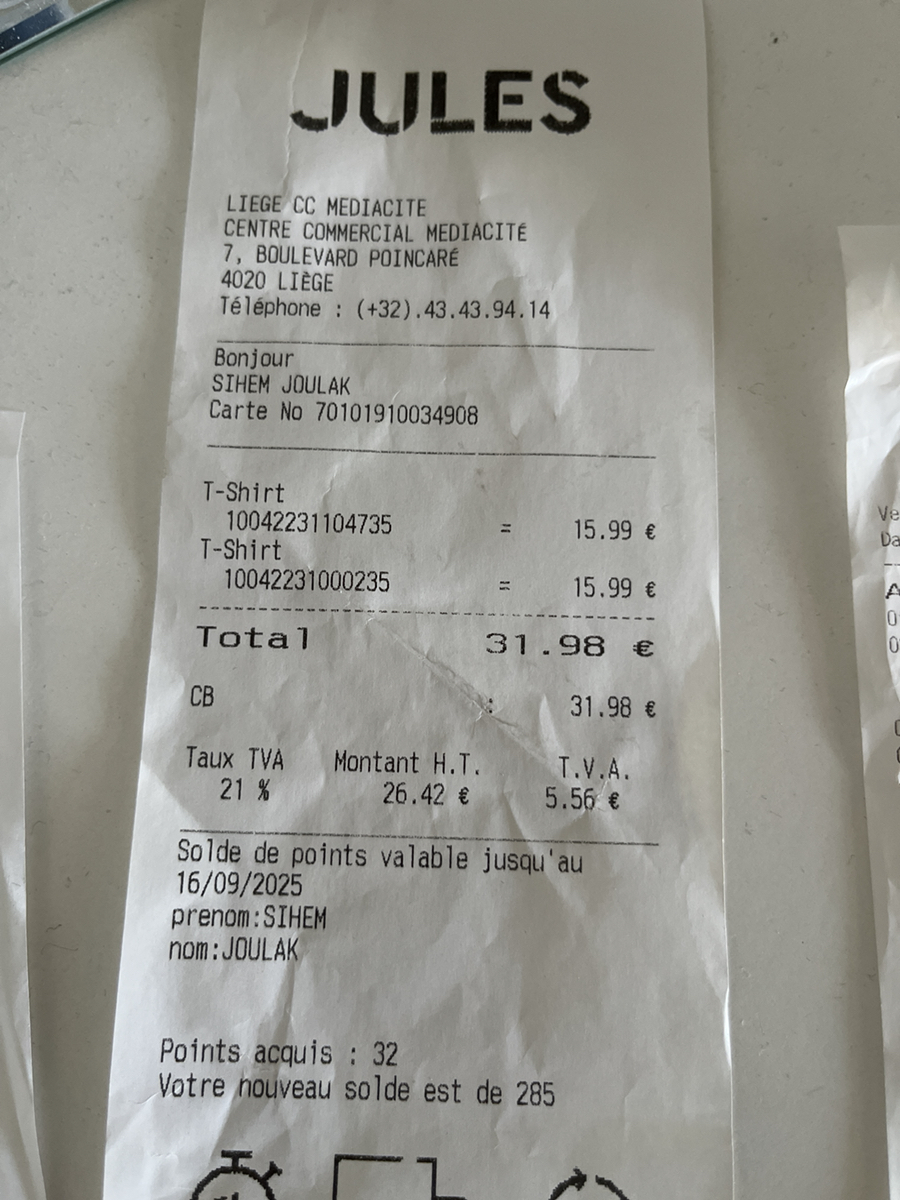 JULES
LIEGE CC MEDIACITE
CENTRE COMMERCIAL MEDIACITÉ
7, BOULEVARD POINCARÉ
4020 LIÈGE
Téléphone : (+32).43.43.94.14
Bonjour
SIHEM JOULAK
Carte No 70101910034908
T-Shirt
10042231104735 = 15.99 €
T-Shirt
10042231000235 = 15.99 €
Total 31.98 €
CB : 31.98 €
Taux TVA Montant H.T. T.V.A.
21 % 26.42 € 5.56 €
Solde de points valable jusqu'au
16/09/2025
prenom:SIHEM
nom:JOULAK
Points acquis : 32
Votre nouveau solde est de 285